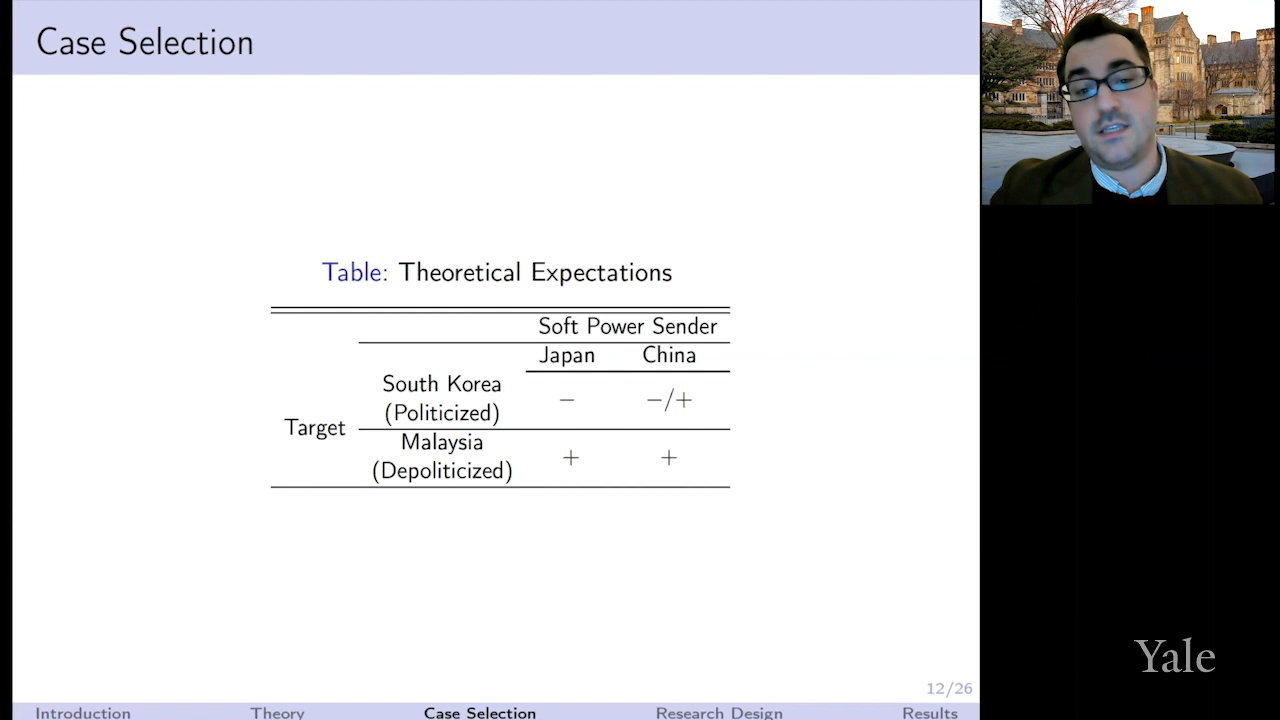 Case Selection
Table: Theoretical Expectations
Soft Power Sender
Japan China
South Korea
(Politicized)
− −/+
Target
Malaysia
(Depoliticized)
+ +
Yale
12/26
Introduction Theory Case Selection Research Design Results